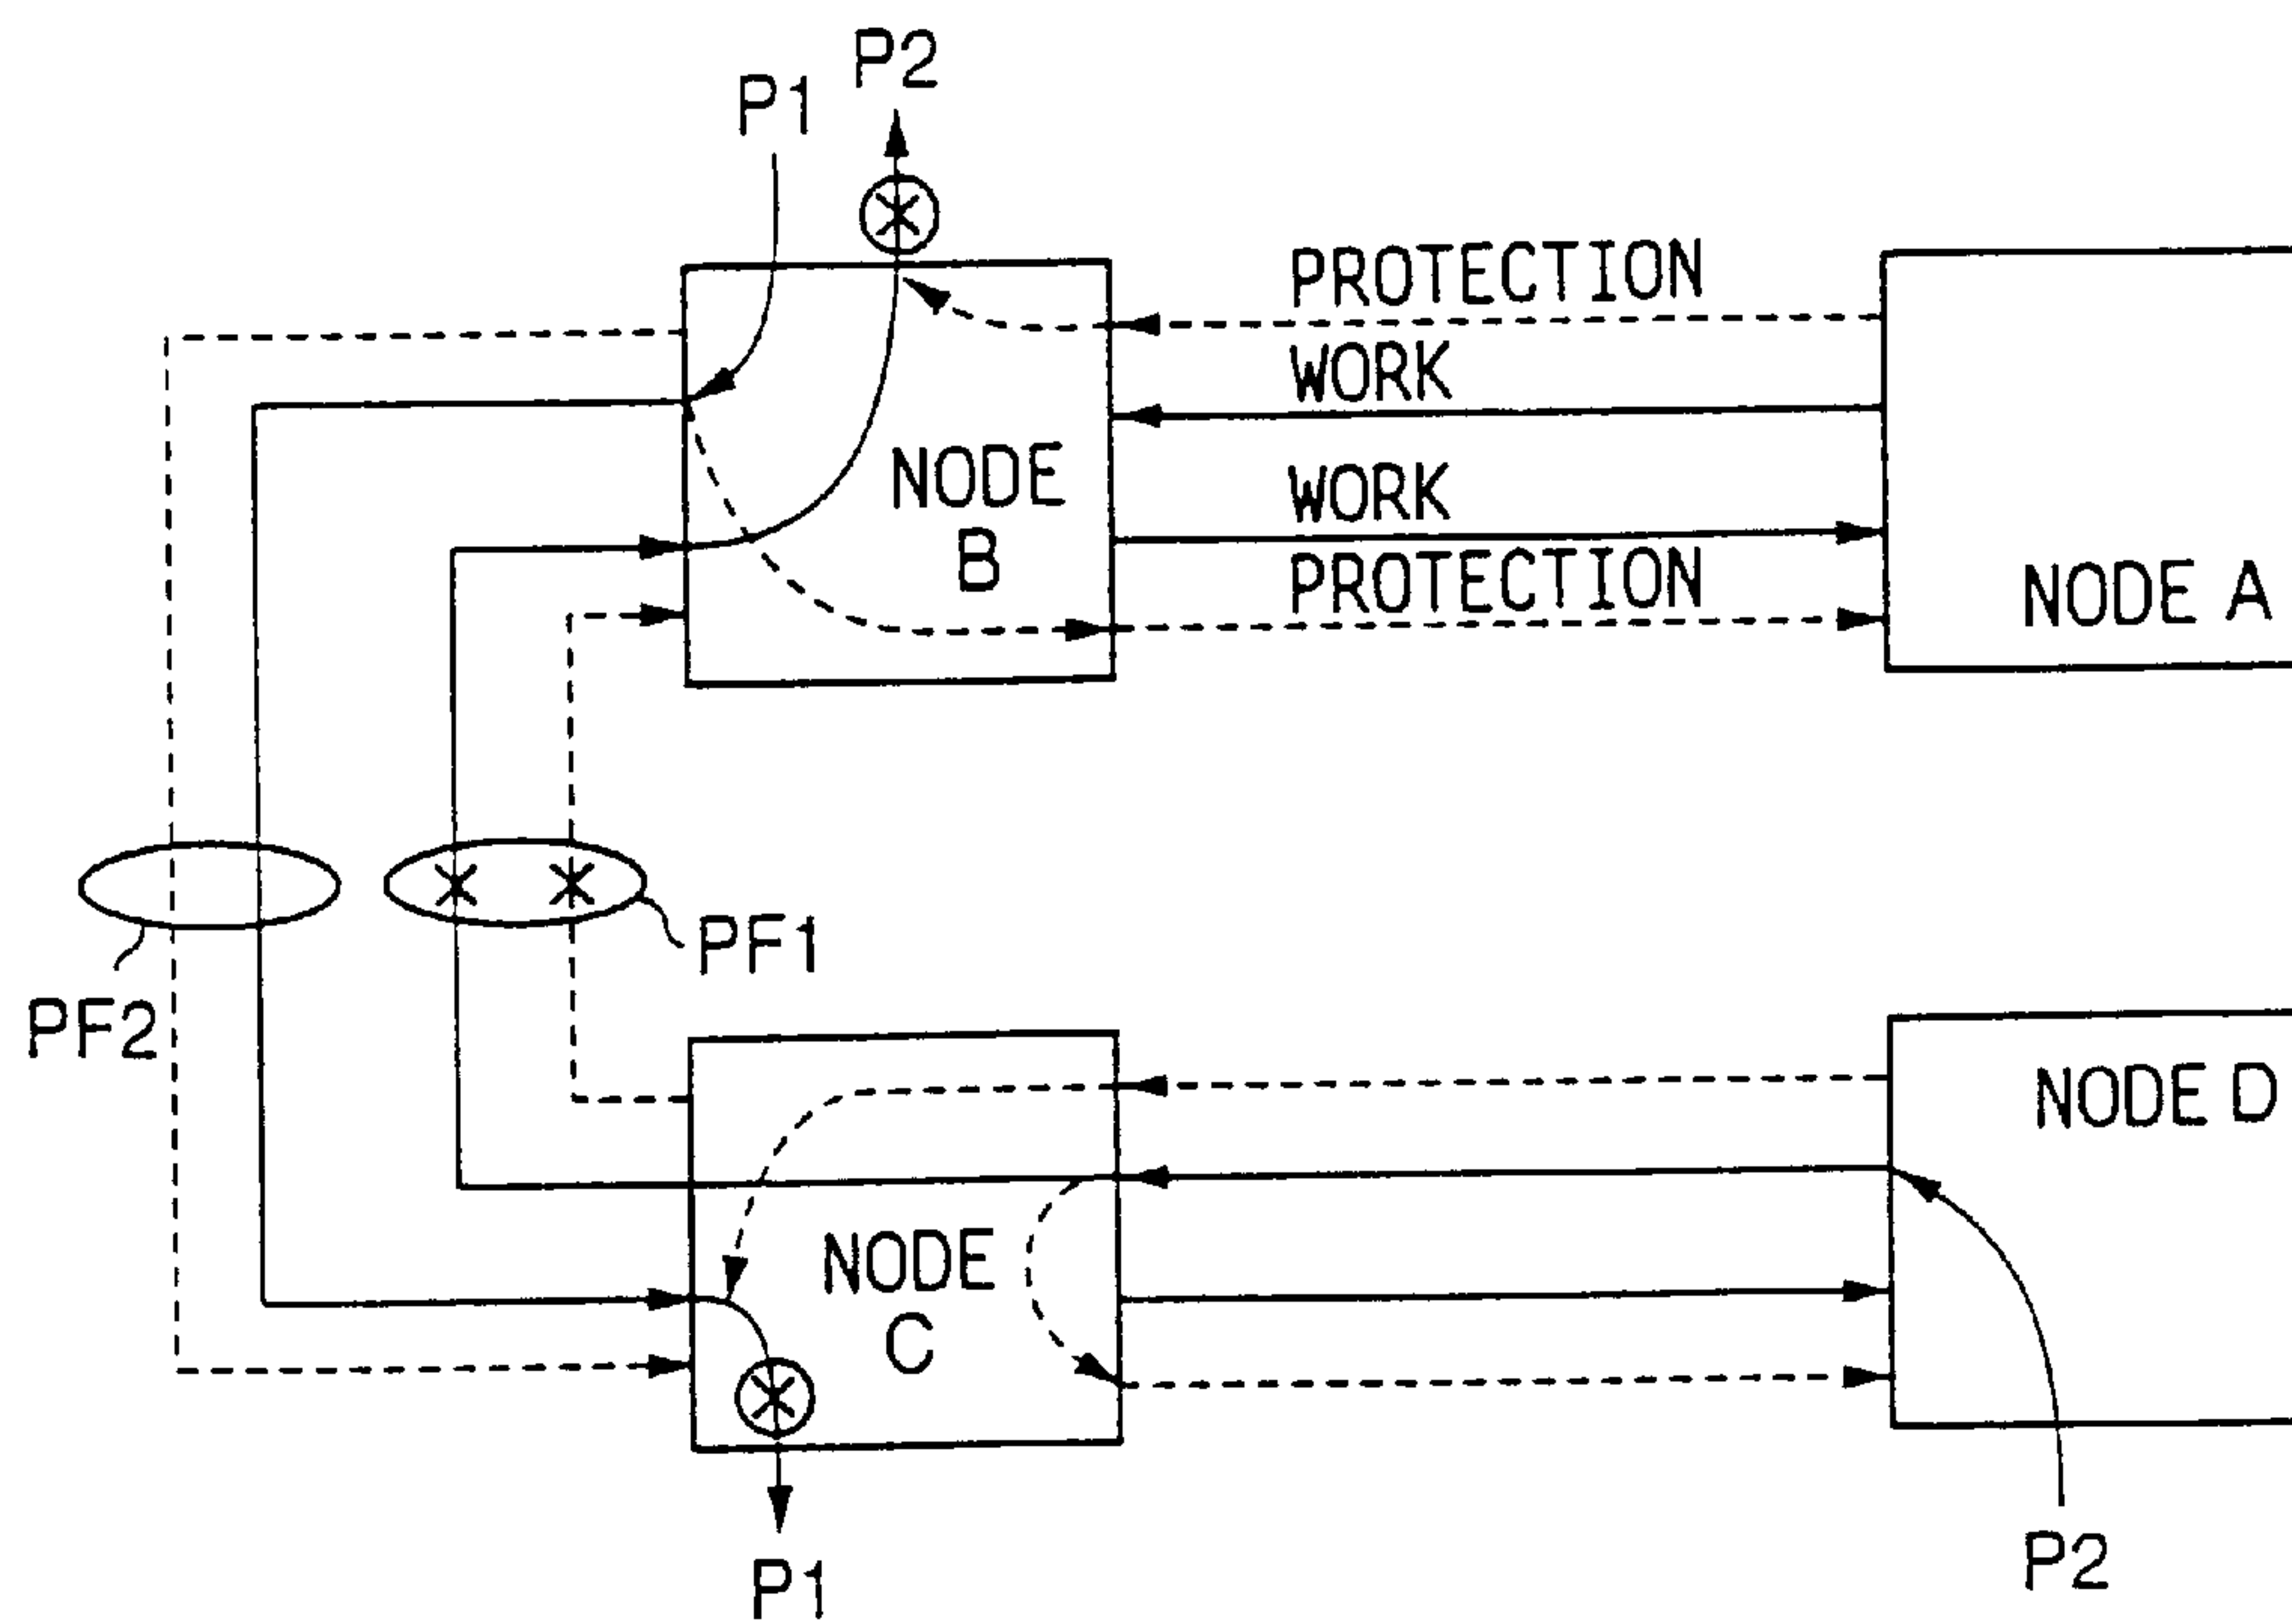 P2
P1
PROTECTION
WORK
NODE
B
WORK
PROTECTION
NODE A
PF1
PF2
NODE D
NODE
C
P1
P2